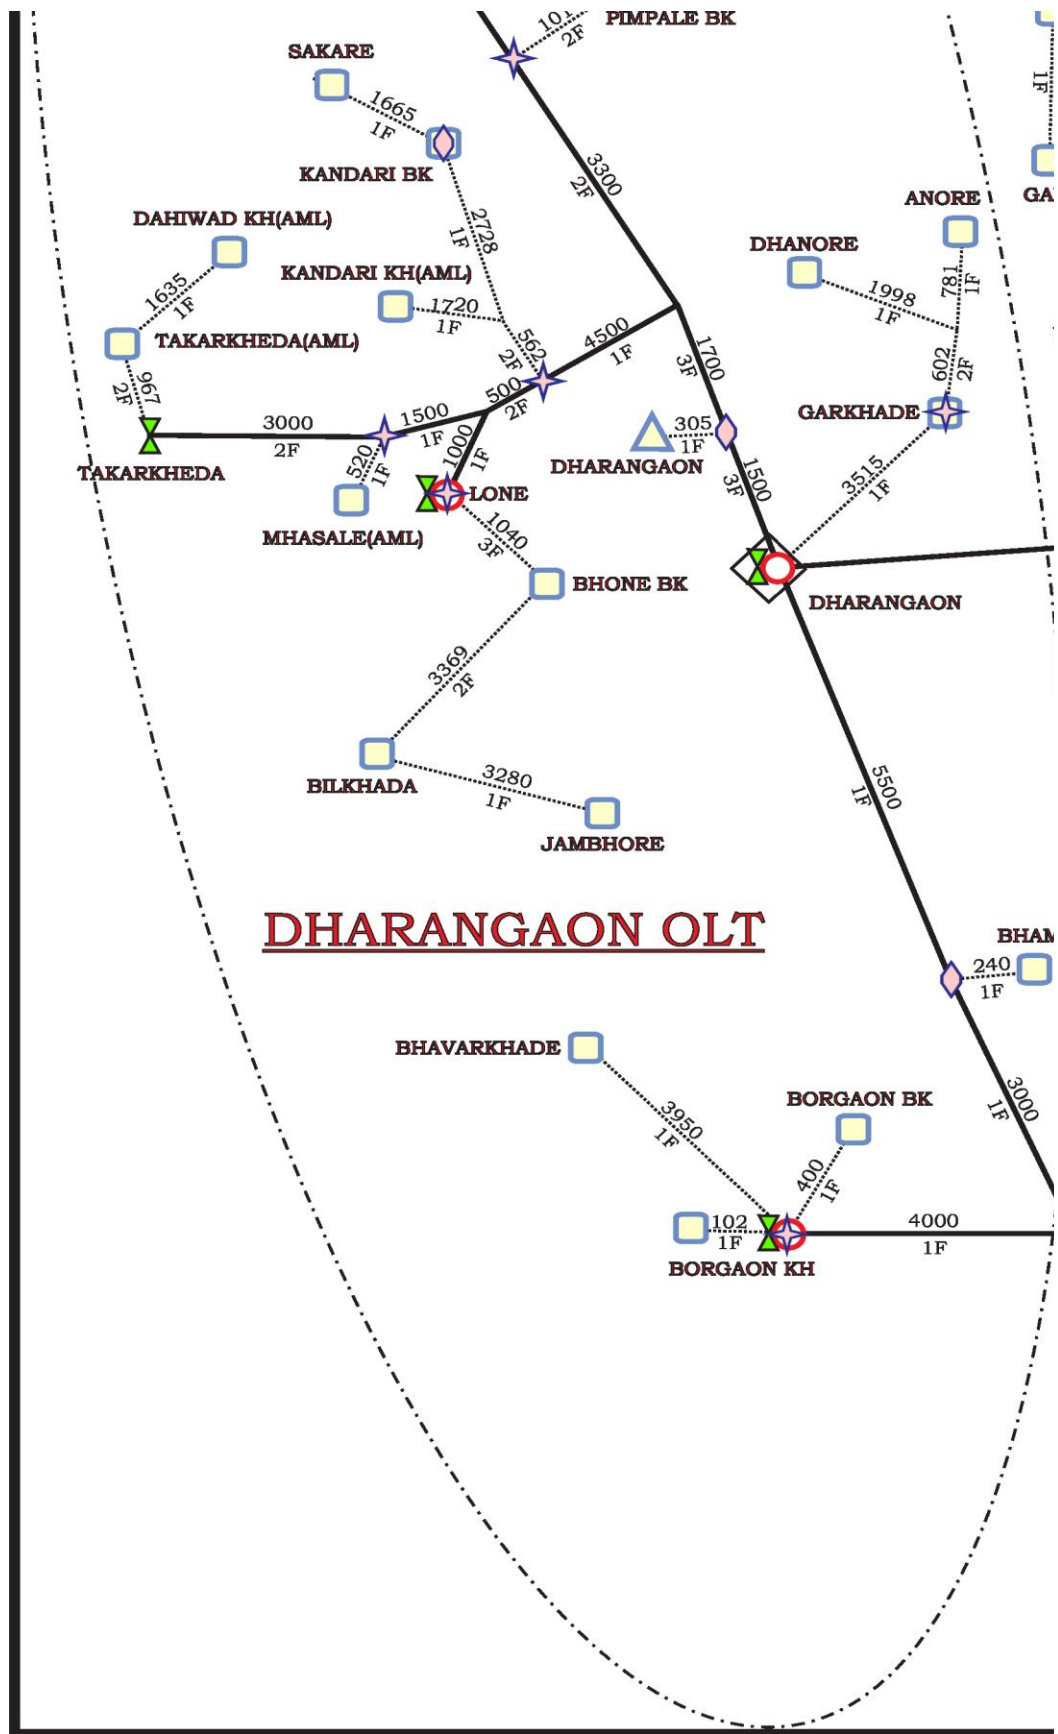 PIMPALE BK
2F
SAKARE
1665
1F
KANDARI BK
3300
2F
1F
ANORE
DAHIWAD KH(AML)
2728
1F
DHANORE
KANDARI KH(AML)
1635
1F
1720
1F
781
1F
1998
1F
TAKARKHEDA(AML)
562
2F
4500
1F
1700
3F
602
2F
967
2F
500
2F
GARKHADE
3000
2F
1500
1F
1000
1F
305
1F
DHARANGAON
TAKARKHEDA
520
1F
LONE
1500
3F
3515
1F
MHASALE(AML)
1040
3F
BHONE BK
DHARANGAON
3369
2F
BILKHADA
3280
1F
5500
1F
JAMBHORE
DHARANGAON OLT
240
1F
BHAVARKHADE
3000
1F
BORGAON BK
3950
1F
400
1F
102
1F
4000
1F
BORGAON KH